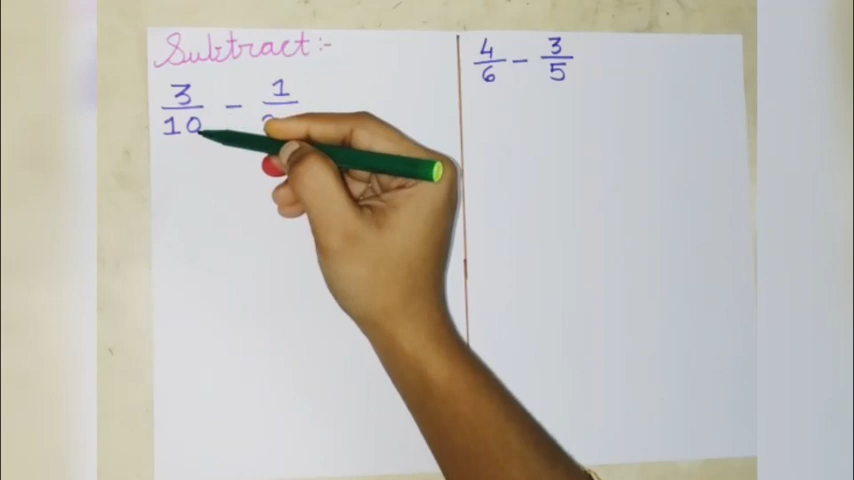 Subtract :-
3/10 - 1/
4/6 - 3/5